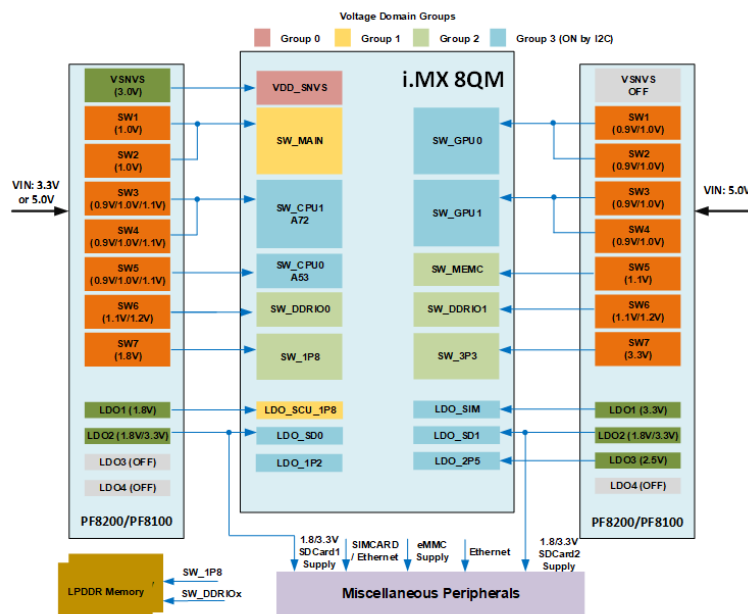 Voltage Domain Groups
Group 0
Group 1
Group 2
Group 3 (ON by I2C)
VSNVS
(3.0V)
SW1
(1.0V)
SW2
(1.0V)
SW3
(0.9V/1.0V/1.1V)
SW4
(0.9V/1.0V/1.1V)
SW5
(0.9V/1.0V/1.1V)
SW6
(1.1V/1.2V)
SW7
(1.8V)
LDO1 (1.8V)
LDO2 (1.8V/3.3V)
LDO3 (OFF)
LDO4 (OFF)
PF8200/PF8100
VIN: 3.3V
or 5.0V
i.MX 8QM
VDD_SNVS
SW_MAIN
SW_CPU1
A72
SW_CPU0
A53
SW_DDRIO0
SW_1P8
LDO_SCU_1P8
LDO_SD0
LDO_1P2
SW_GPU0
SW_GPU1
SW_MEMC
SW_DDRIO1
SW_3P3
LDO_SIM
LDO_SD1
LDO_2P5
VSNVS
OFF
SW1
(0.9V/1.0V)
SW2
(0.9V/1.0V)
SW3
(0.9V/1.0V)
SW4
(0.9V/1.0V)
SW5
(1.1V)
SW6
(1.1V/1.2V)
SW7
(3.3V)
LDO1 (3.3V)
LDO2 (1.8V/3.3V)
LDO3 (2.5V)
LDO4 (OFF)
PF8200/PF8100
VIN: 5.0V
1.8/3.3V
SDCard1
Supply
SIMCARD
/ Ethernet
eMMC
Supply
Ethernet
1.8/3.3V
SDCard2
Supply
LPDDR Memory
SW_1P8
SW_DDRIOx
Miscellaneous Peripherals